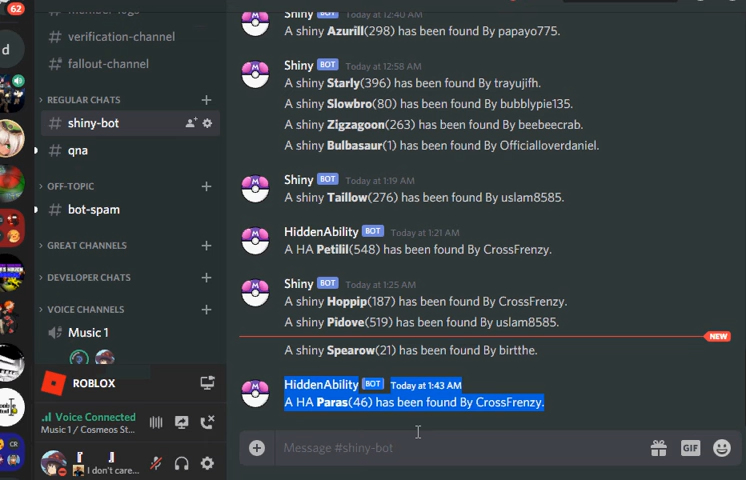 62
verification-channel
fallout-channel
REGULAR CHATS
shiny-bot
qna
OFF-TOPIC
bot-spam
GREAT CHANNELS
DEVELOPER CHATS
VOICE CHANNELS
Music 1
ROBLOX
Voice Connected
Music 1 / Cosmeos St...
I don't care...
d
CR
Shiny BOT Today at 12:40 AM
A shiny Azurill(298) has been found By papayo775.
Shiny BOT Today at 12:58 AM
A shiny Starly(396) has been found By trayujifh.
A shiny Slowbro(80) has been found By bubblypie135.
A shiny Zigzagoon(263) has been found By beebeecrab.
A shiny Bulbasaur(1) has been found By Officialloverdaniel.
Shiny BOT Today at 1:19 AM
A shiny Taillow(276) has been found By uslam8585.
HiddenAbility BOT Today at 1:21 AM
A HA Petilil(548) has been found By CrossFrenzy.
Shiny BOT Today at 1:25 AM
A shiny Hoppip(187) has been found By CrossFrenzy.
A shiny Pidove(519) has been found By uslam8585.
NEW
A shiny Spearow(21) has been found By birtthe.
HiddenAbility BOT Today at 1:43 AM
A HA Paras(46) has been found By CrossFrenzy.
Message #shiny-bot
GIF